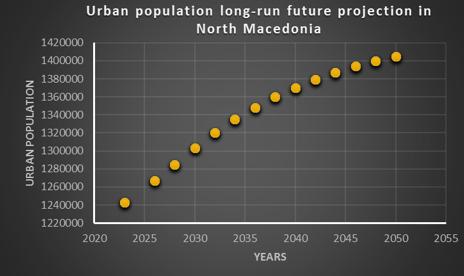 Urban population long-run future projection in
North Macedonia
URBAN POPULATION
1420000
1400000
1380000
1360000
1340000
1320000
1300000
1280000
1260000
1240000
1220000
2020 2025 2030 2035 2040 2045 2050 2055
YEARS